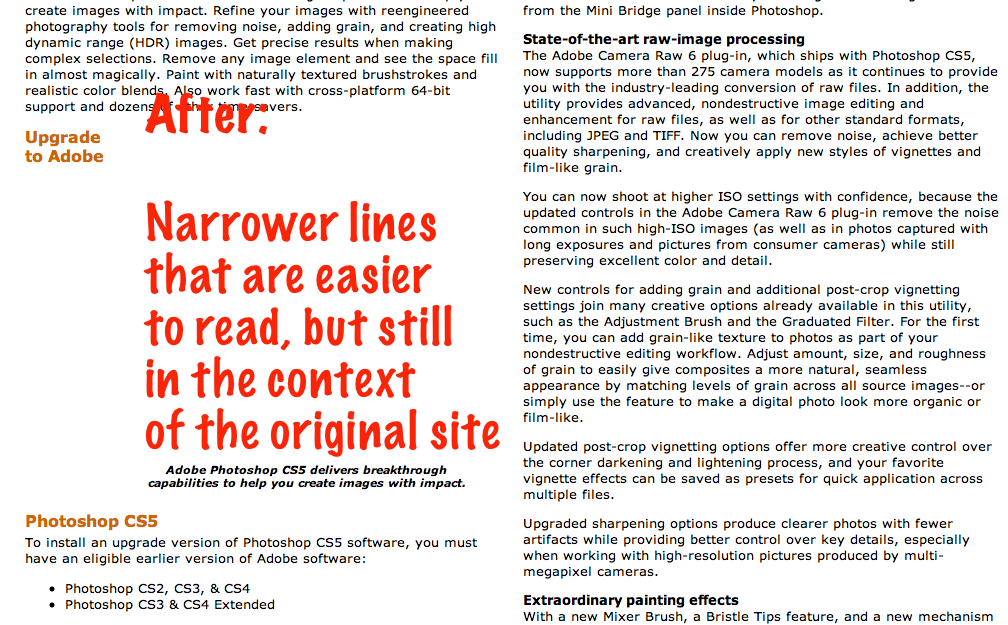 create images with impact. Refine your images with reengineered
photography tools for removing noise, adding grain, and creating high
dynamic range (HDR) images. Get precise results when making
complex selections. Remove any image element and see the space fill
in almost magically. Paint with naturally textured brushstrokes and
realistic color blends. Also work fast with cross-platform 64-bit
support and dozens
After:
Upgrade
to Adobe
Narrower lines
that are easier
to read, but still
in the context
of the original site
Adobe Photoshop CS5 delivers breakthrough
capabilities to help you create images with impact.
Photoshop CS5
To install an upgrade version of Photoshop CS5 software, you must
have an eligible earlier version of Adobe software:
• Photoshop CS2, CS3, & CS4
• Photoshop CS3 & CS4 Extended
from the Mini Bridge panel inside Photoshop.
State-of-the-art raw-image processing
The Adobe Camera Raw 6 plug-in, which ships with Photoshop CS5,
now supports more than 275 camera models as it continues to provide
you with the industry-leading conversion of raw files. In addition, the
utility provides advanced, nondestructive image editing and
enhancement for raw files, as well as for other standard formats,
including JPEG and TIFF. Now you can remove noise, achieve better
quality sharpening, and creatively apply new styles of vignettes and
film-like grain.
You can now shoot at higher ISO settings with confidence, because the
updated controls in the Adobe Camera Raw 6 plug-in remove the noise
common in such high-ISO images (as well as in photos captured with
long exposures and pictures from consumer cameras) while still
preserving excellent color and detail.
New controls for adding grain and additional post-crop vignetting
settings join many creative options already available in this utility,
such as the Adjustment Brush and the Graduated Filter. For the first
time, you can add grain-like texture to photos as part of your
nondestructive editing workflow. Adjust amount, size, and roughness
of grain to easily give composites a more natural, seamless
appearance by matching levels of grain across all source images--or
simply use the feature to make a digital photo look more organic or
film-like.
Updated post-crop vignetting options offer more creative control over
the corner darkening and lightening process, and your favorite
vignette effects can be saved as presets for quick application across
multiple files.
Upgraded sharpening options produce clearer photos with fewer
artifacts while providing better control over key details, especially
when working with high-resolution pictures produced by multi-
megapixel cameras.
Extraordinary painting effects
With a new Mixer Brush, a Bristle Tips feature, and a new mechanism